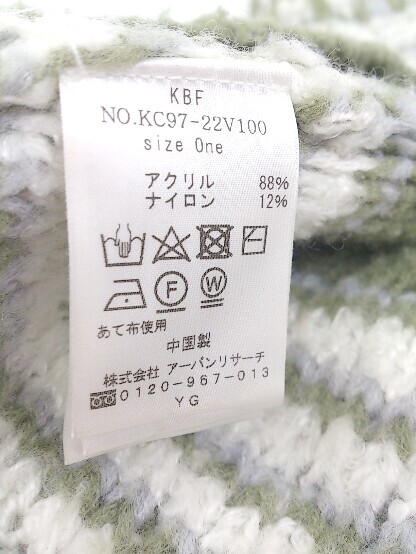 KBF
NO.KC97-22V100
size One
アクリル 88%
ナイロン 12%
F W
あて布使用
中国製
株式会社 アーバンリサーチ
0120-967-013
YG